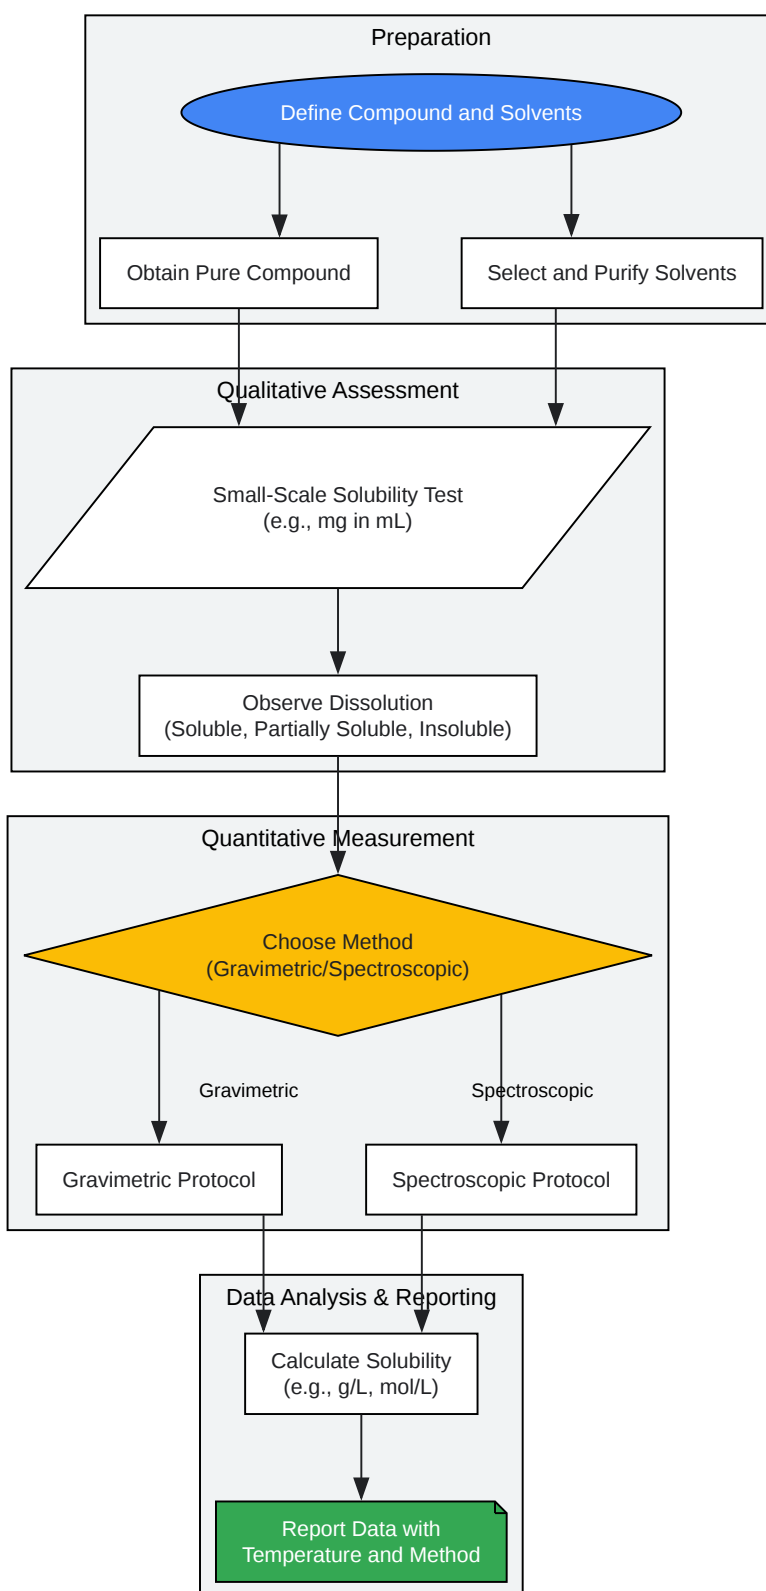 Preparation
Define Compound and Solvents
Obtain Pure Compound
Select and Purify Solvents
Qualitative Assessment
Small-Scale Solubility Test
(e.g., mg in mL)
Observe Dissolution
(Soluble, Partially Soluble, Insoluble)
Quantitative Measurement
Choose Method
(Gravimetric/Spectroscopic)
Gravimetric
Spectroscopic
Gravimetric Protocol
Spectroscopic Protocol
Data Analysis & Reporting
Calculate Solubility
(e.g., g/L, mol/L)
Report Data with
Temperature and Method